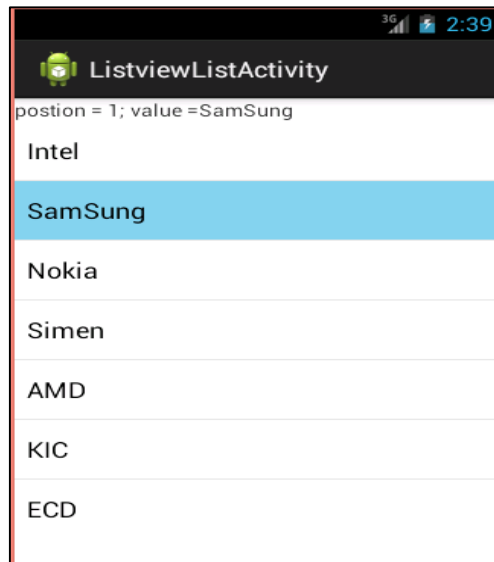 3G 2:39
ListviewListActivity
postion = 1; value =SamSung
Intel
SamSung
Nokia
Simen
AMD
KIC
ECD